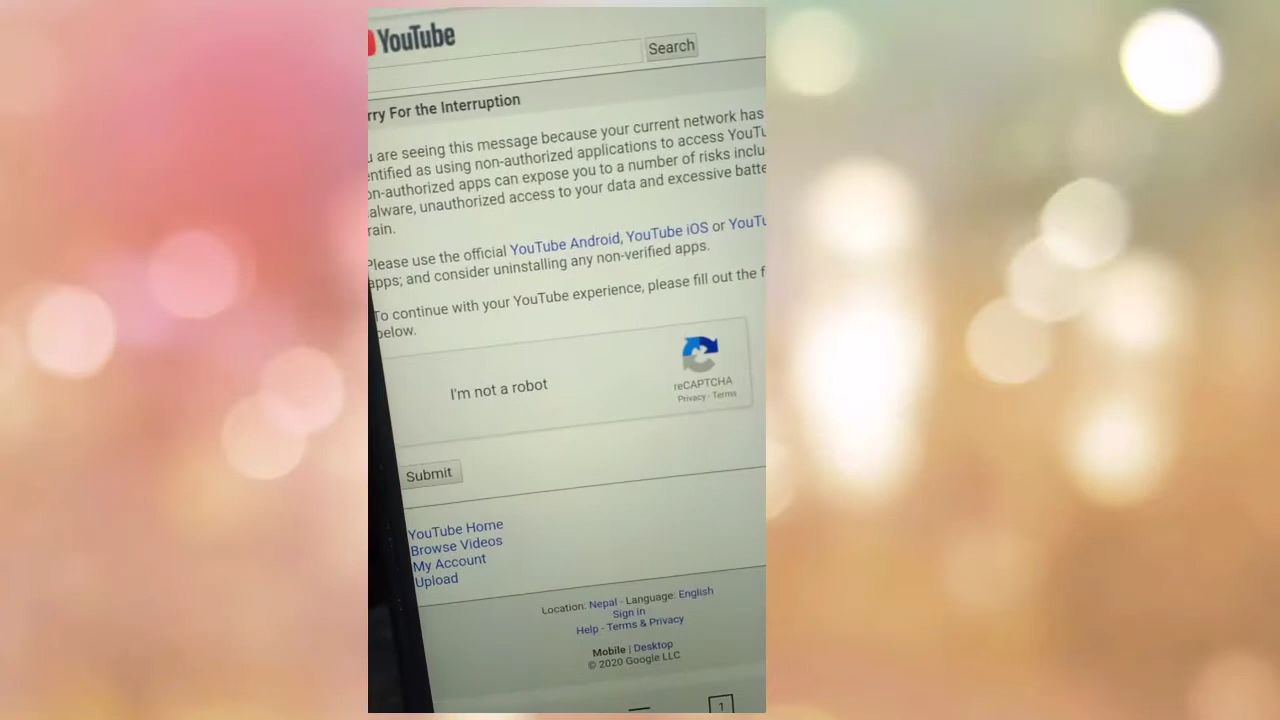 YouTube
Search
rry For the Interruption
u are seeing this message because your current network has
entified as using non-authorized applications to access YouTu
on-authorized apps can expose you to a number of risks inclu
alware, unauthorized access to your data and excessive batte
rain.
Please use the official YouTube Android, YouTube iOS or YouTu
apps; and consider uninstalling any non-verified apps.
To continue with your YouTube experience, please fill out the f
below.
I'm not a robot
reCAPTCHA
Privacy - Terms
Submit
YouTube Home
Browse Videos
My Account
Upload
Location: Nepal - Language: English
Sign in
Help - Terms & Privacy
Mobile | Desktop
© 2020 Google LLC
1